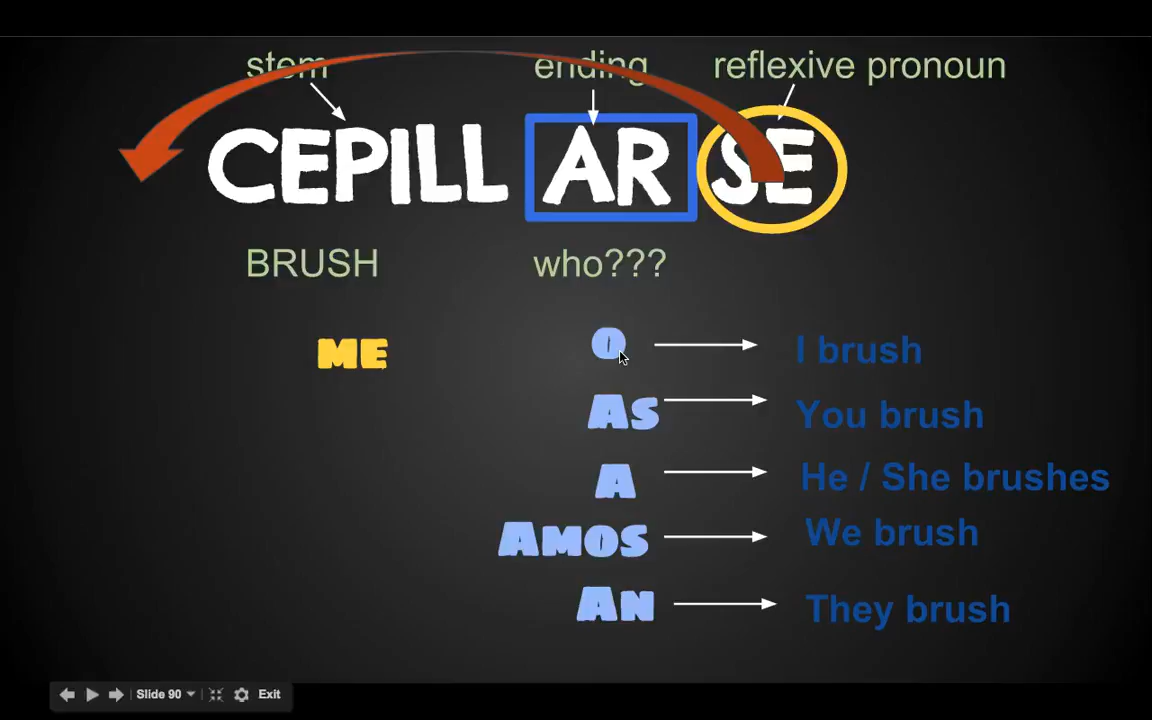 stem ending reflexive pronoun
CEPILL AR SE
BRUSH who???
ME O I brush
As You brush
A He / She brushes
Amos We brush
An They brush
Slide 90 Exit